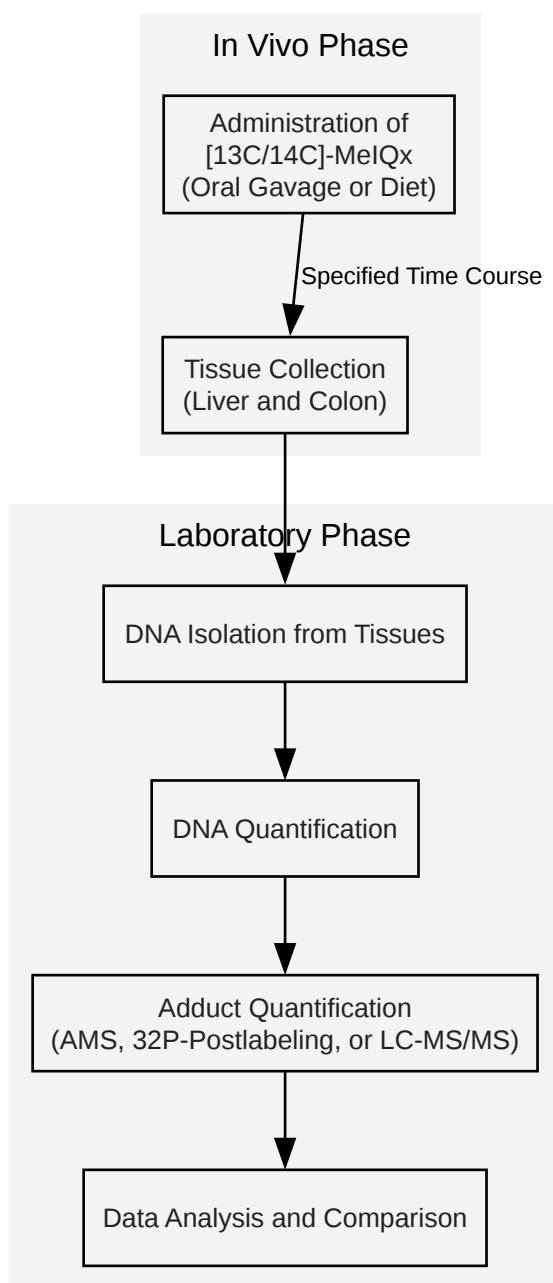 In Vivo Phase
Administration of
[13C/14C]-MeIQx
(Oral Gavage or Diet)
Specified Time Course
Tissue Collection
(Liver and Colon)
Laboratory Phase
DNA Isolation from Tissues
DNA Quantification
Adduct Quantification
(AMS, 32P-Postlabeling, or LC-MS/MS)
Data Analysis and Comparison